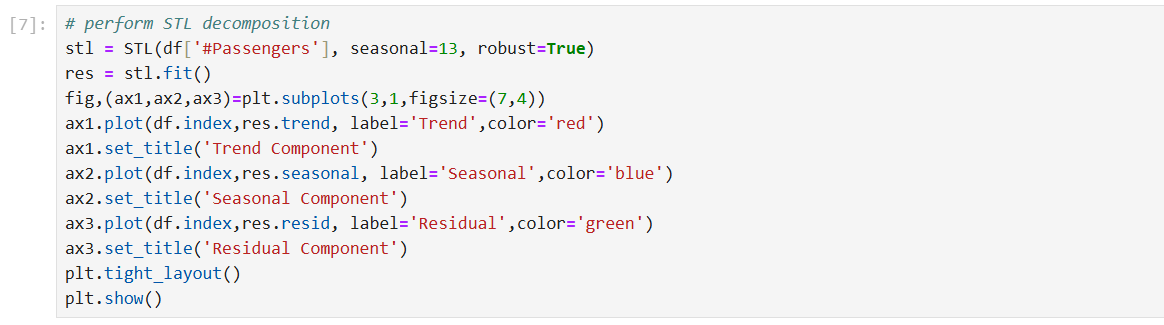 [7]: # perform STL decomposition
stl = STL(df['#Passengers'], seasonal=13, robust=True)
res = stl.fit()
fig,(ax1,ax2,ax3)=plt.subplots(3,1,figsize=(7,4))
ax1.plot(df.index,res.trend, label='Trend',color='red')
ax1.set_title('Trend Component')
ax2.plot(df.index,res.seasonal, label='Seasonal',color='blue')
ax2.set_title('Seasonal Component')
ax3.plot(df.index,res.resid, label='Residual',color='green')
ax3.set_title('Residual Component')
plt.tight_layout()
plt.show()